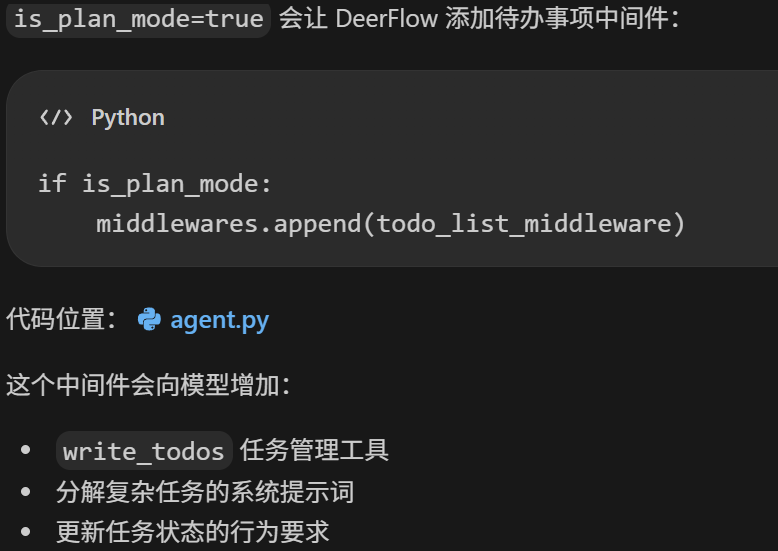 is_plan_mode=true 会让 DeerFlow 添加待办事项中间件：
</> Python
if is_plan_mode:
    middlewares.append(todo_list_middleware)
代码位置： agent.py
这个中间件会向模型增加：
• write_todos 任务管理工具
• 分解复杂任务的系统提示词
• 更新任务状态的行为要求